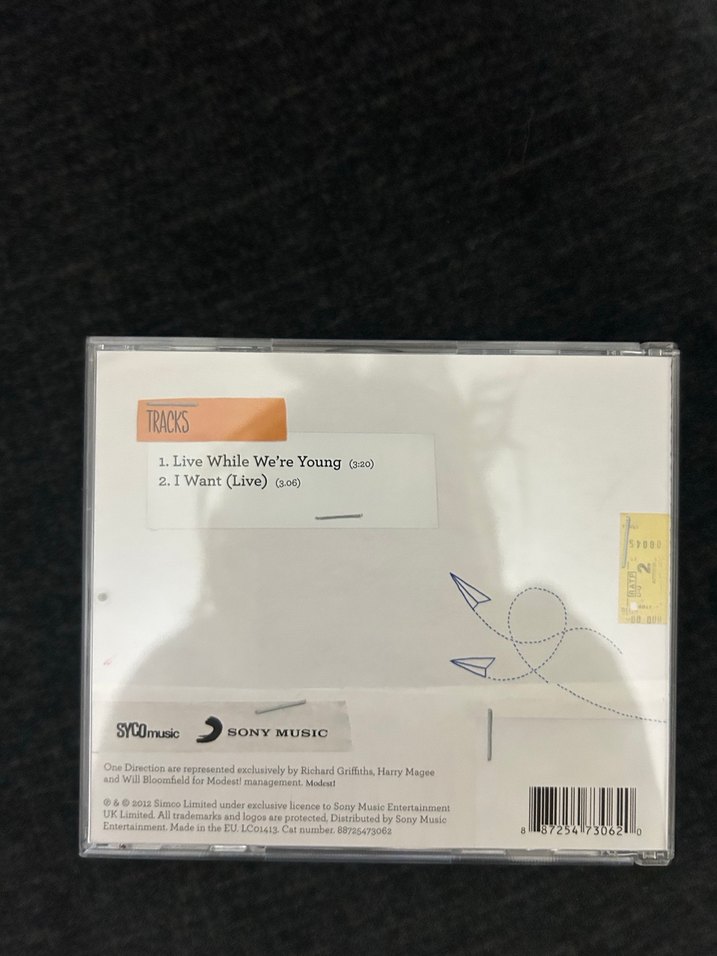 TRACKS
1. Live While We're Young (3:20)
2. I Want (Live) (3.06)
RATP
2
SYCOmusic
SONY MUSIC
One Direction are represented exclusively by Richard Griffiths, Harry Magee
and Will Bloomfield for Modest! management. Modest!
℗ & © 2012 Simco Limited under exclusive licence to Sony Music Entertainment
UK Limited. All trademarks and logos are protected, Distributed by Sony Music
Entertainment. Made in the EU. LC01413. Cat number. 88725473062
8 87254 73062 0